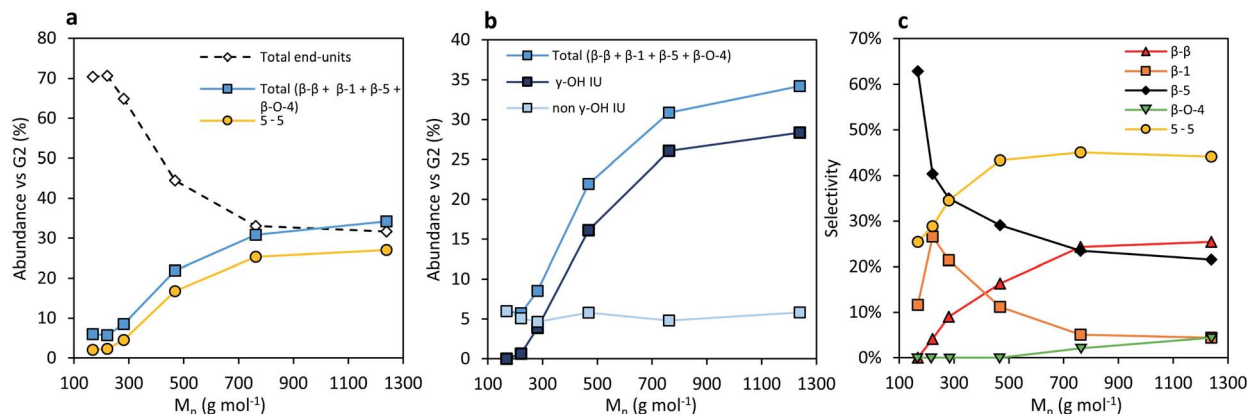 a
80
70
60
50
40
30
20
10
0
Abundance vs G2 (%)
Total end-units
Total (β-β + β-1 + β-5 +
β-O-4)
5-5
100 300 500 700 900 1100 1300
Mn (g mol-1)
b
40
35
30
25
20
15
10
5
0
Abundance vs G2 (%)
Total (β-β + β-1 + β-5 + β-O-4)
y-OH IU
non y-OH IU
100 300 500 700 900 1100 1300
Mn (g mol-1)
c
70%
60%
50%
40%
30%
20%
10%
0%
Selectivity
β-β
β-1
β-5
β-O-4
5-5
100 300 500 700 900 1100 1300
Mn (g mol-1)